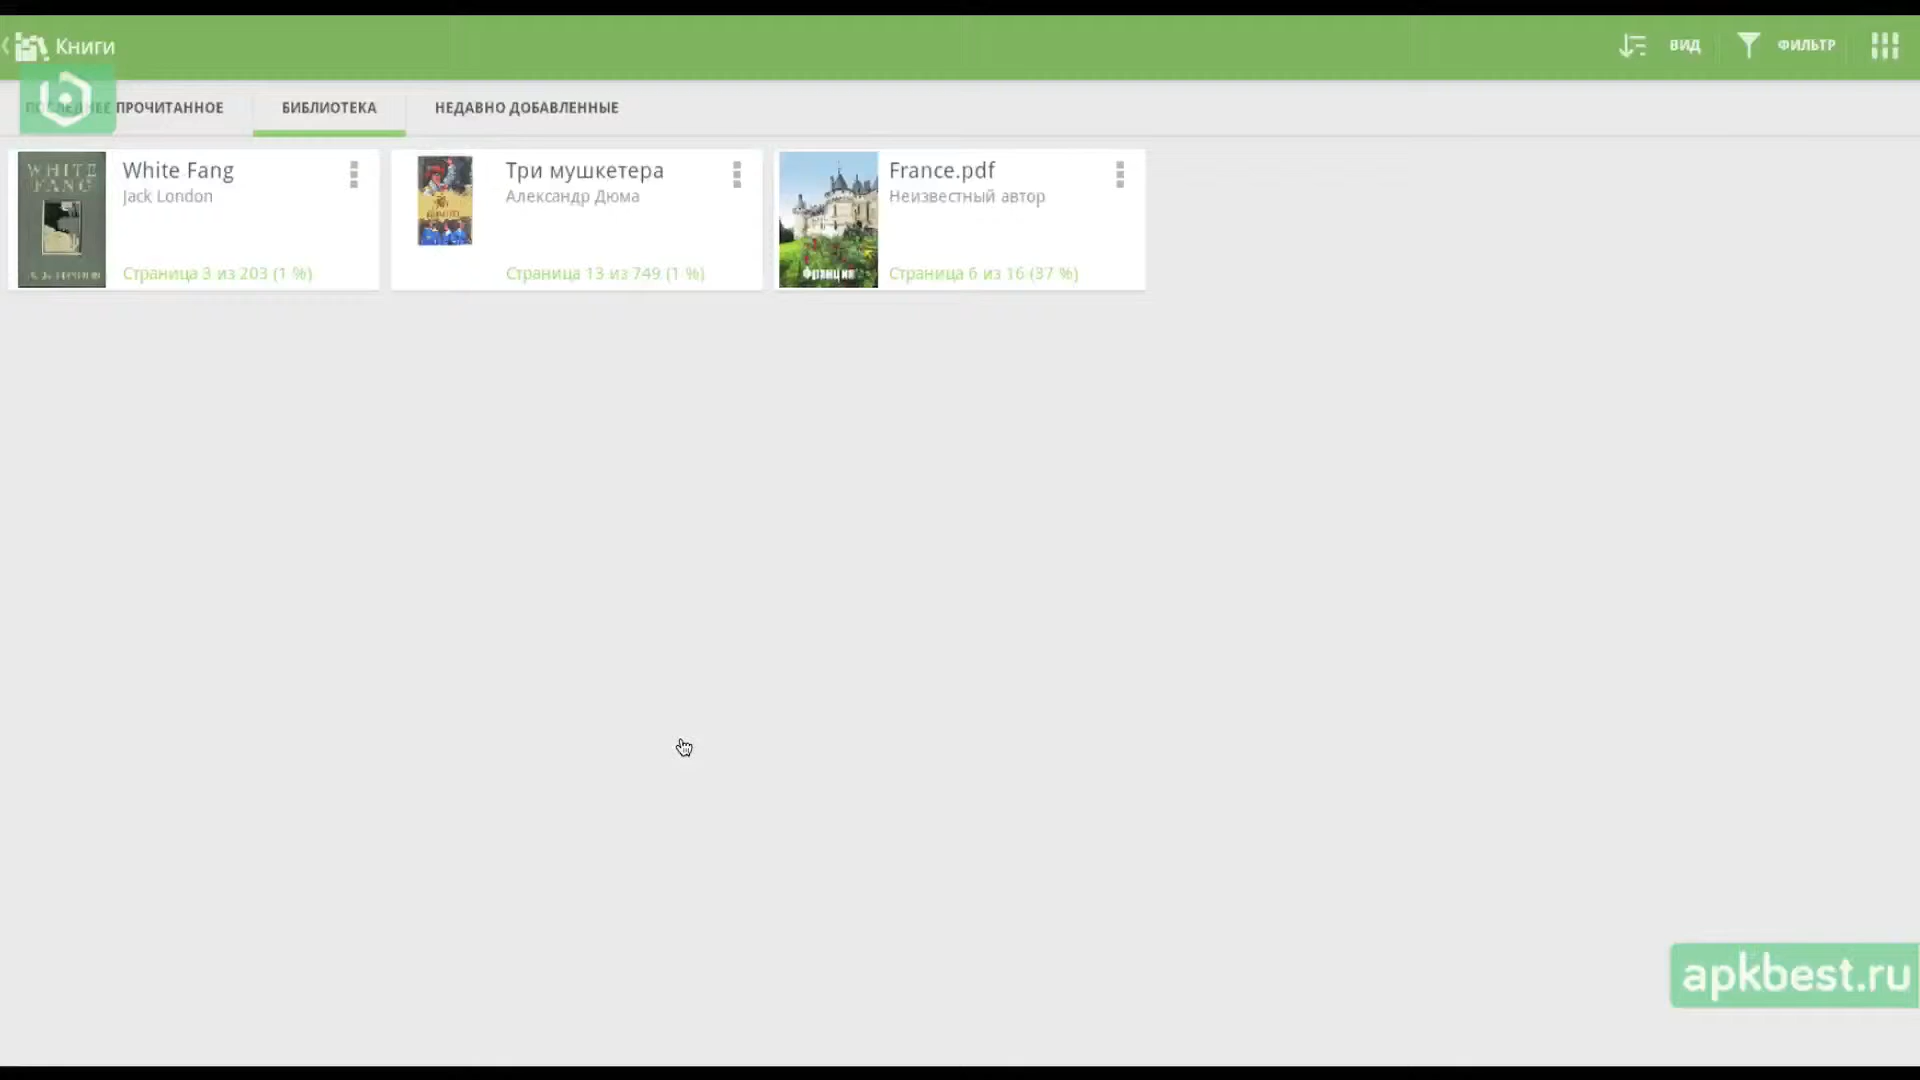 Книги
ВИД
ФИЛЬТР
ПОСЛЕДНЕЕ ПРОЧИТАННОЕ
БИБЛИОТЕКА
НЕДАВНО ДОБАВЛЕННЫЕ
WHITE
FANG
White Fang
Jack London
Страница 3 из 203 (1 %)
Три мушкетера
Александр Дюма
Страница 13 из 749 (1 %)
Франция
France.pdf
Неизвестный автор
Страница 6 из 16 (37 %)
apkbest.ru